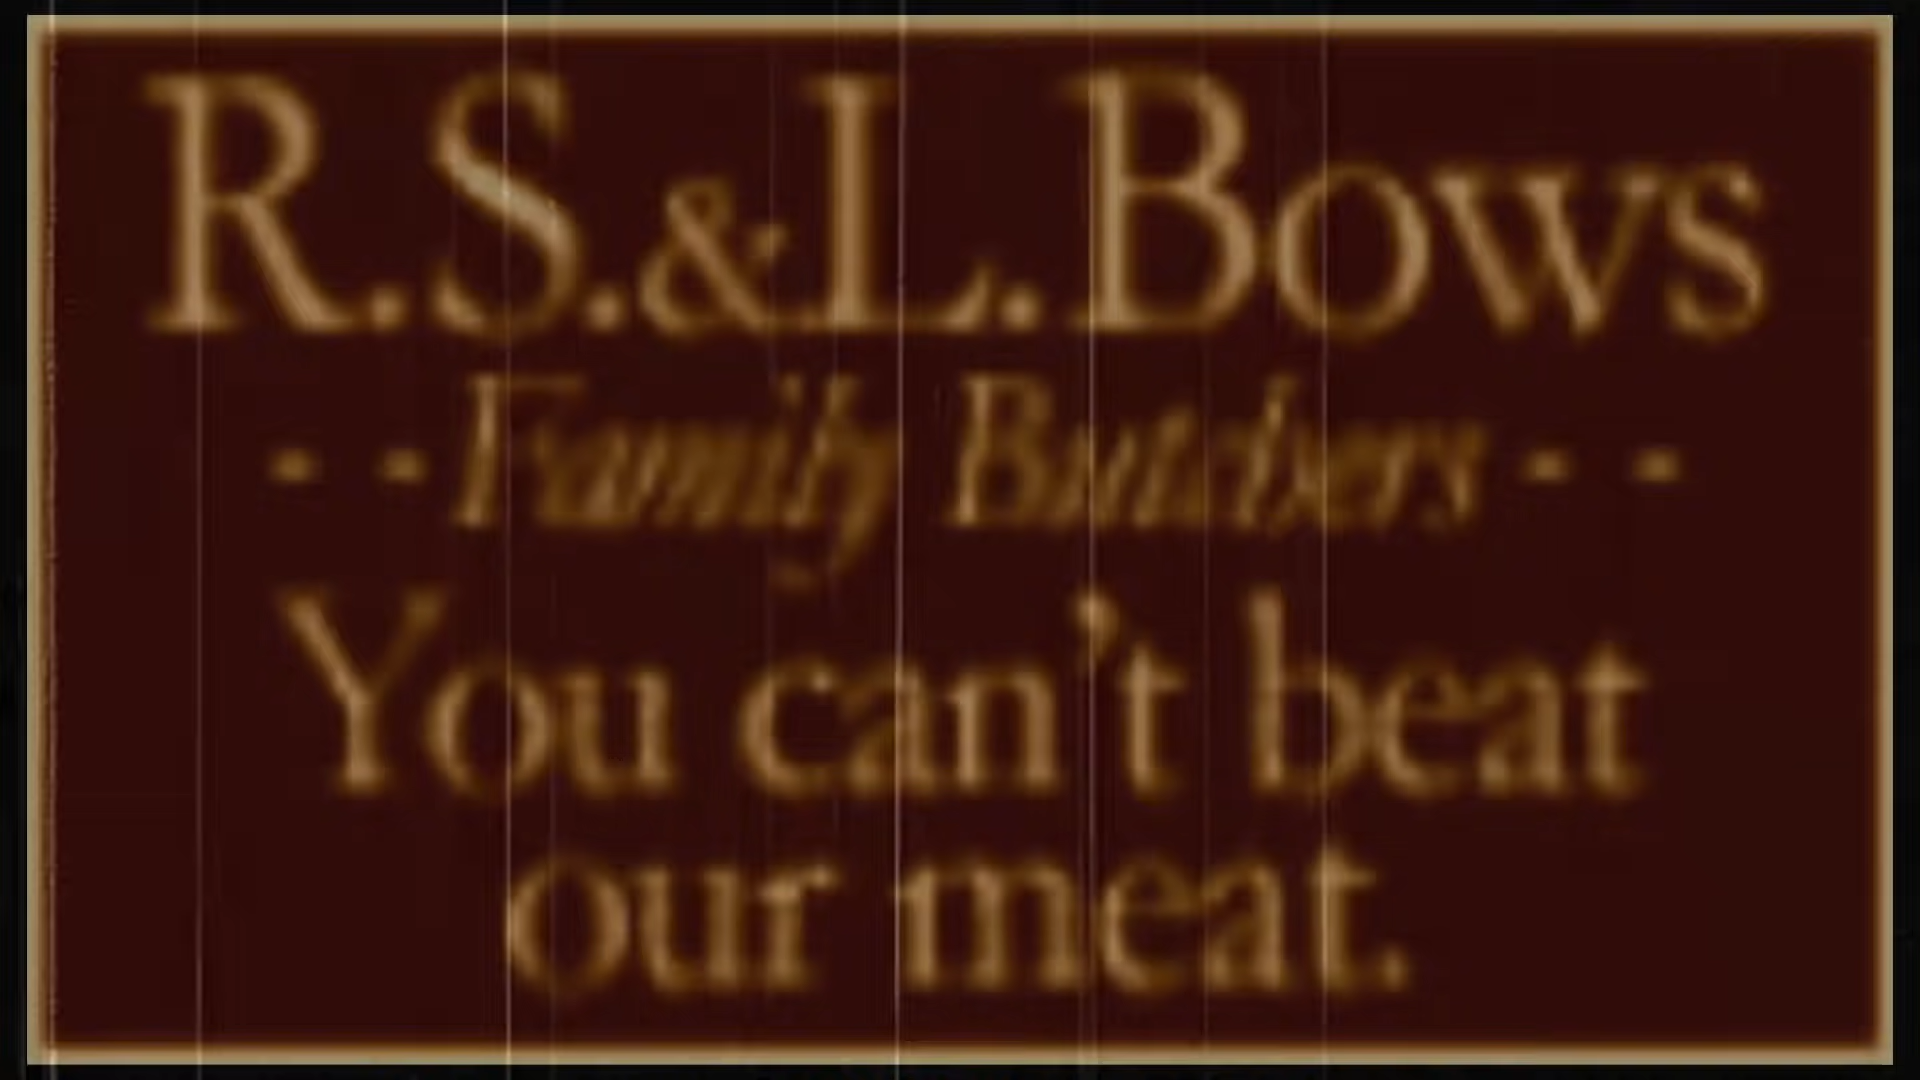 R.S.&L. Bows
- - Family Butchers - -
You can't beat
our meat.